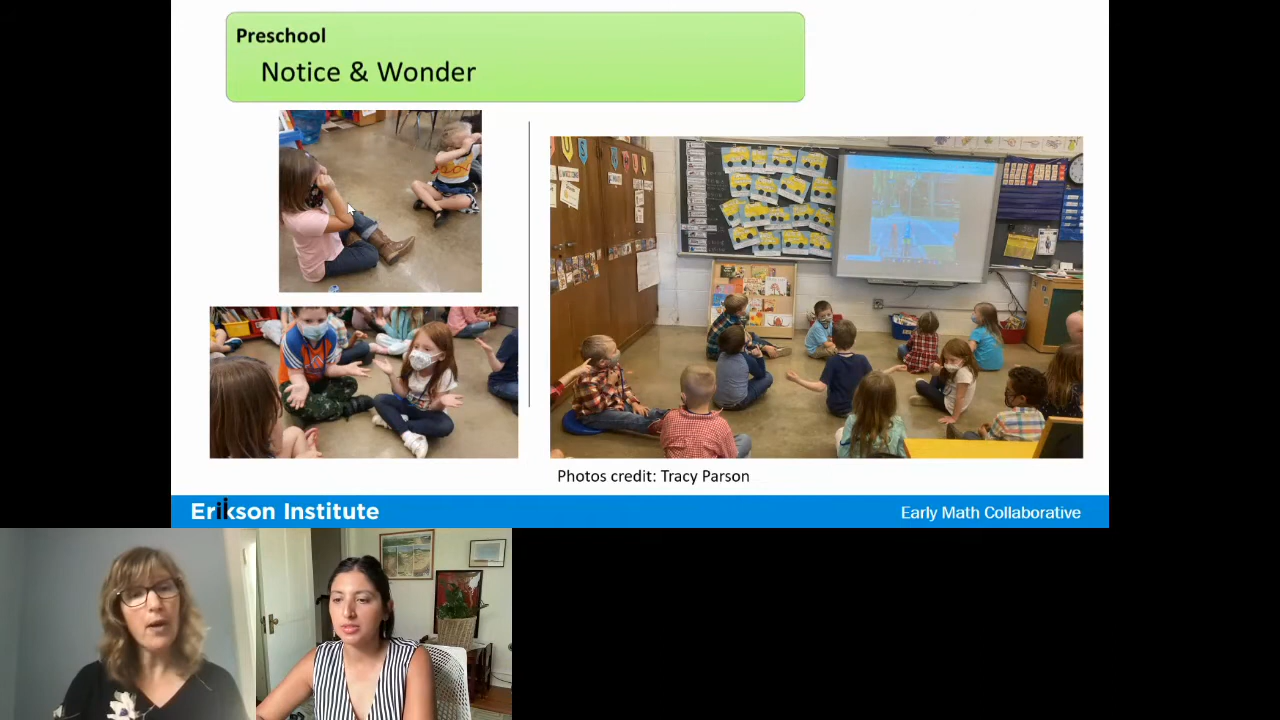 Preschool
Notice & Wonder
Photos credit: Tracy Parson
Erikson Institute
Early Math Collaborative